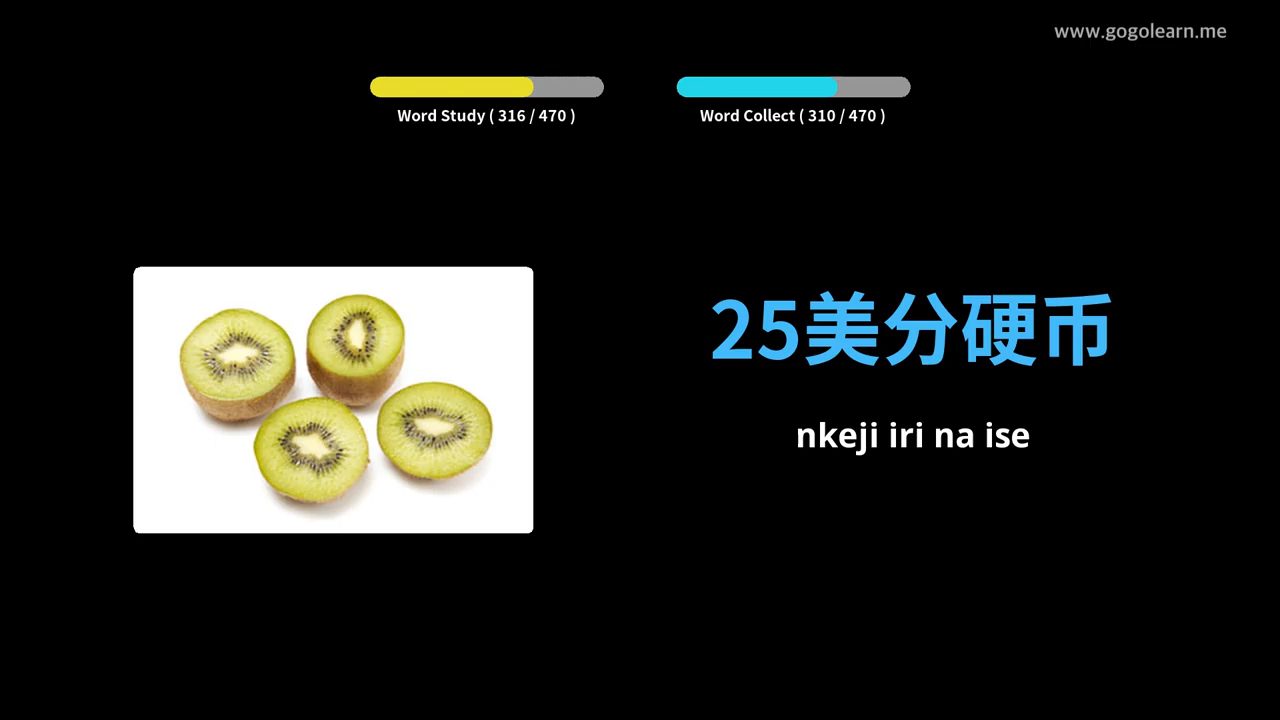 www.gogolearn.me
Word Study ( 316 / 470 )
Word Collect ( 310 / 470 )
25美分硬币
nkeji iri na ise